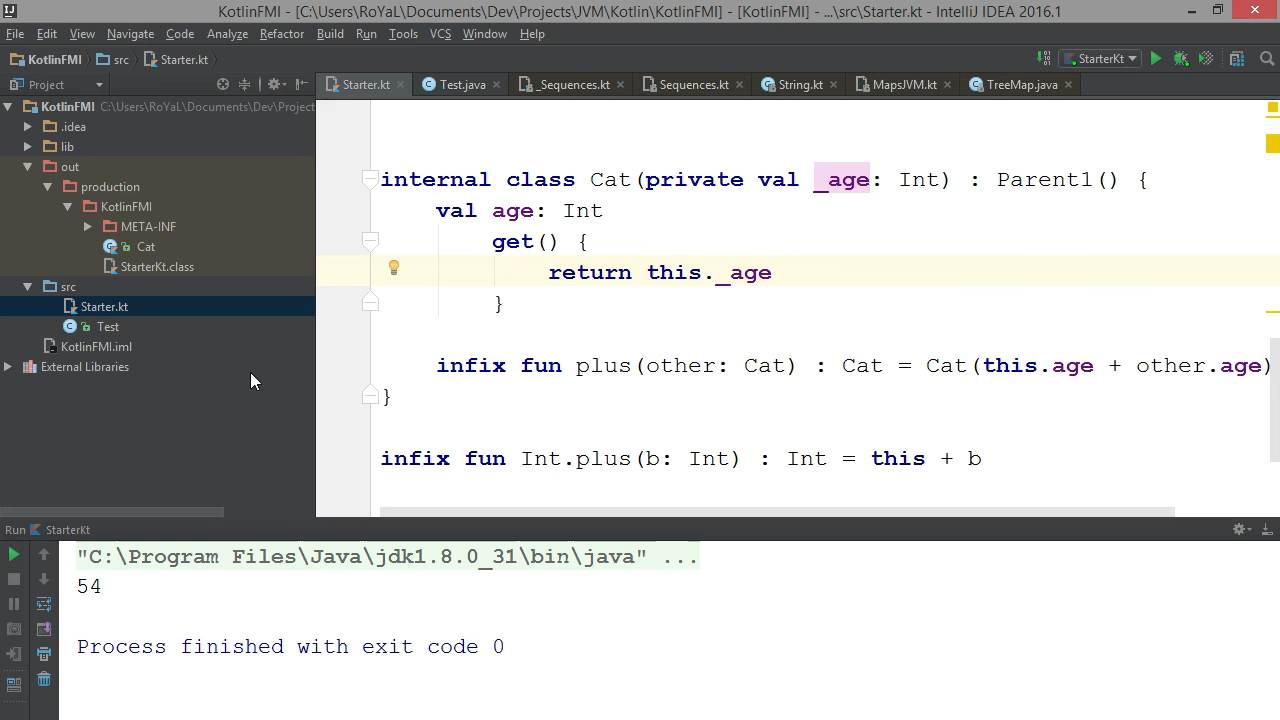 KotlinFMI - [C:\Users\RoYaL\Documents\Dev\Projects\JVM\Kotlin\KotlinFMI] - [KotlinFMI] - ...\src\Starter.kt - IntelliJ IDEA 2016.1
File Edit View Navigate Code Analyze Refactor Build Run Tools VCS Window Help
KotlinFMI src Starter.kt StarterKt
Project Starter.kt Test.java _Sequences.kt Sequences.kt String.kt MapsJVM.kt TreeMap.java
KotlinFMI C:\Users\RoYaL\Documents\Dev\Project
.idea
lib
out
production
KotlinFMI
META-INF
Cat
StarterKt.class
src
Starter.kt
Test
KotlinFMI.iml
External Libraries
internal class Cat(private val _age: Int) : Parent1() {
val age: Int
get() {
return this._age
}
infix fun plus(other: Cat) : Cat = Cat(this.age + other.age)
}
infix fun Int.plus(b: Int) : Int = this + b
Run StarterKt
"C:\Program Files\Java\jdk1.8.0_31\bin\java" ...
54
Process finished with exit code 0